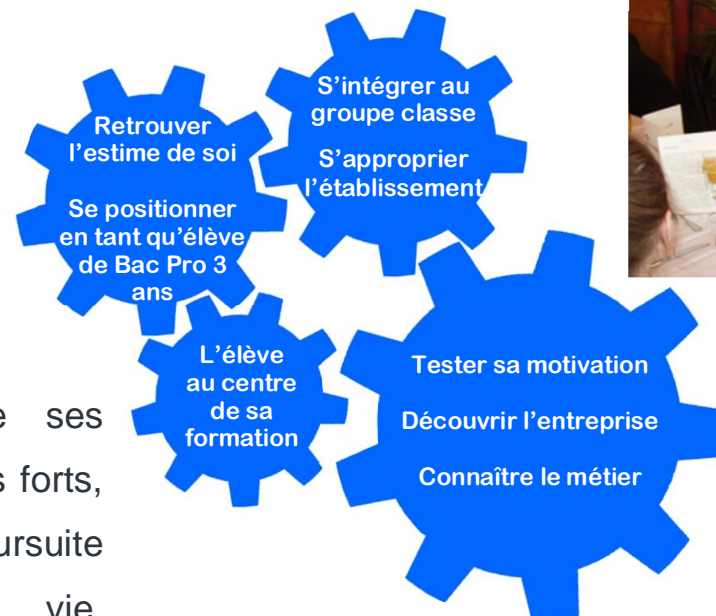 S'intégrer au
groupe classe
S'approprier
l'établissement
Retrouver
l'estime de soi
Se positionner
en tant qu'élève
de Bac Pro 3
ans
L'élève
au centre
de sa
formation
Tester sa motivation
Découvrir l'entreprise
Connaître le métier
ses
forts,
vie